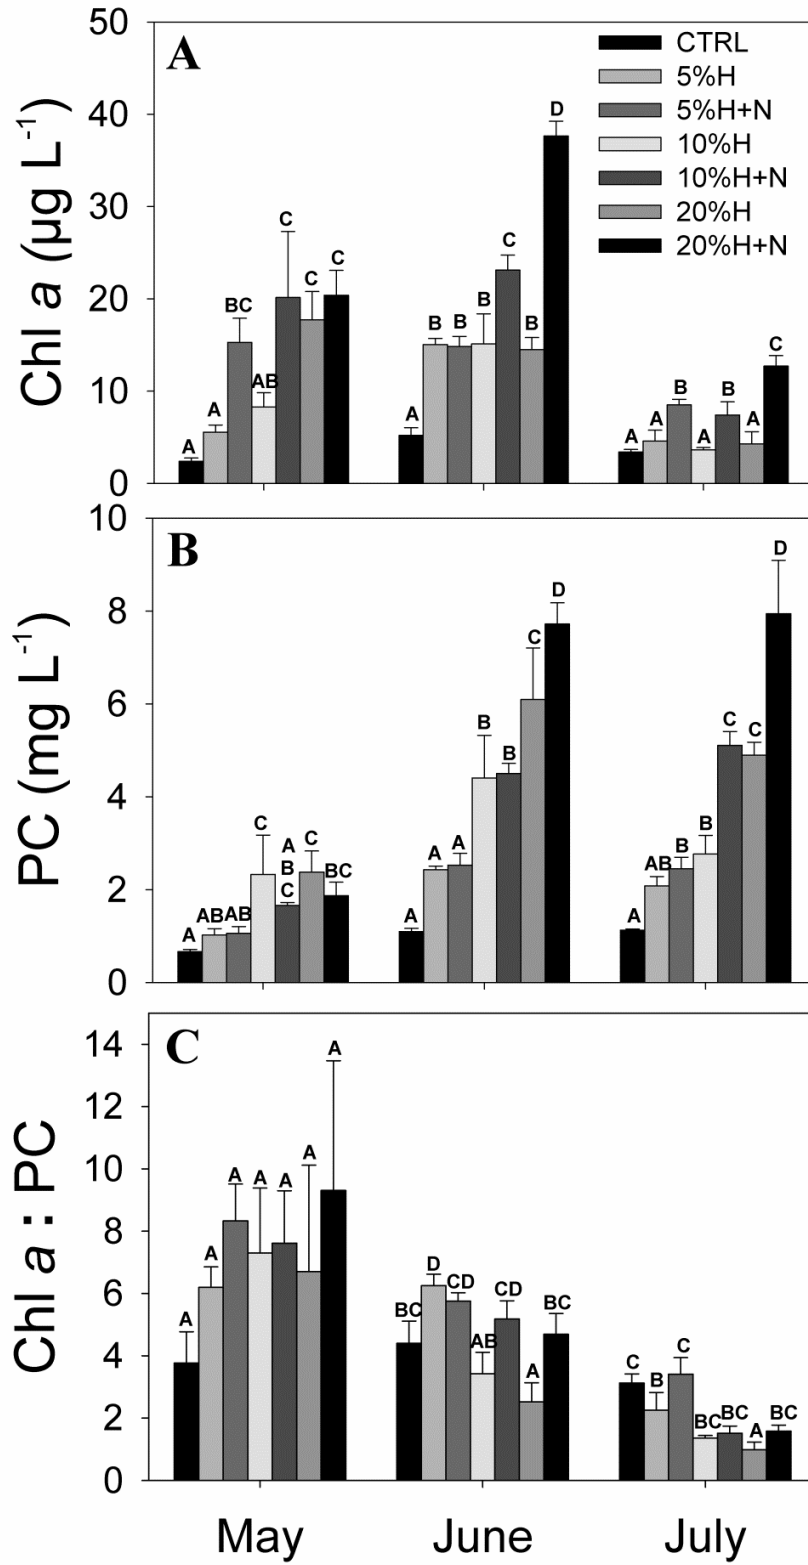 A
Chl a (µg L-1)
50
40
30
20
10
0
CTRL
5%H
5%H+N
10%H
10%H+N
20%H
20%H+N
A A BC AB C C C
A B B B C B D
A A B A B A C
B
PC (mg L-1)
10
8
6
4
2
0
A AB AB C A B C C BC
A A A B B C D
A AB B B C C D
C
Chl a : PC
14
12
10
8
6
4
2
0
A A A A A A A
BC D CD AB CD A BC
C B C BC BC A BC
May June July